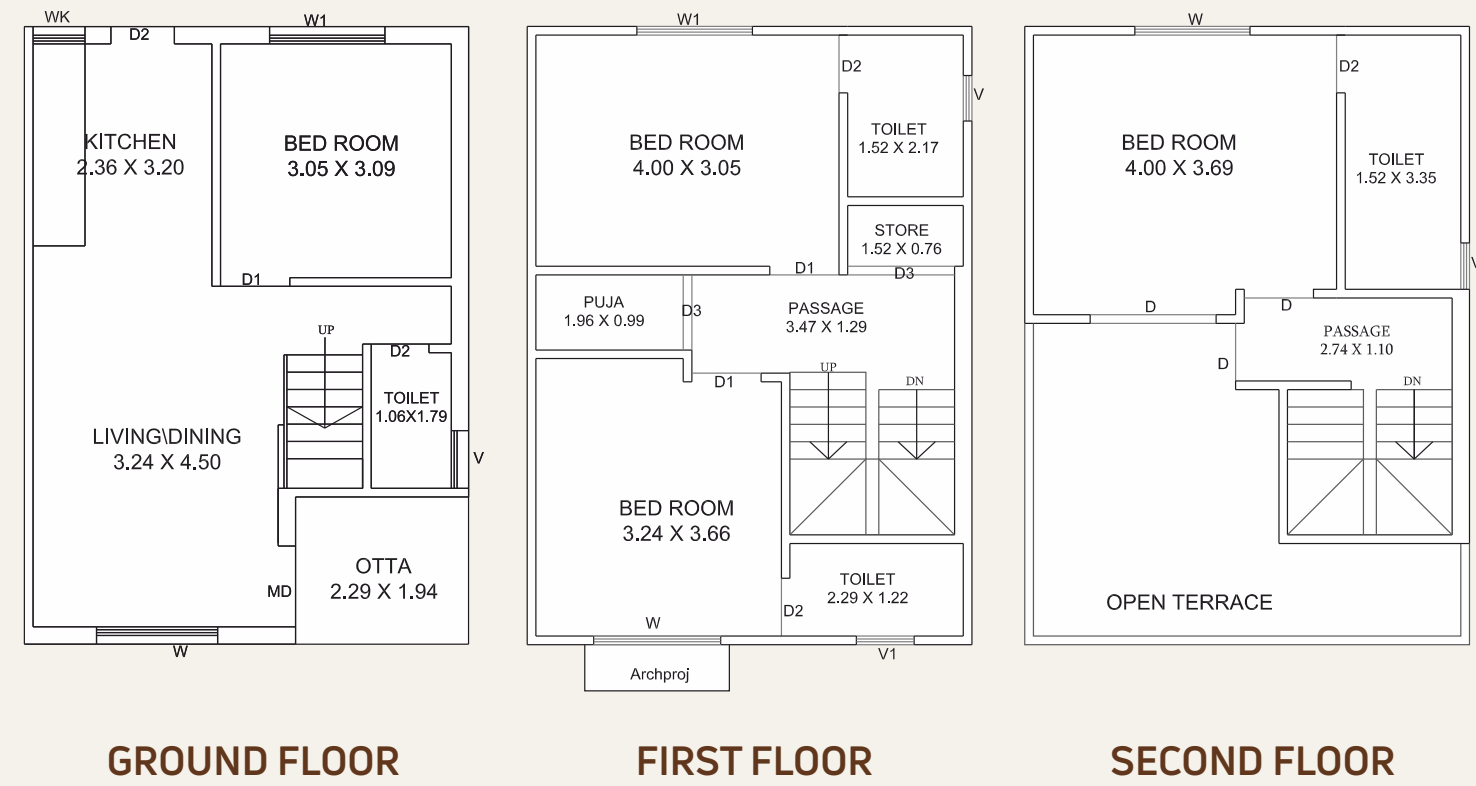 WK
D2
W1
KITCHEN
2.36 X 3.20
BED ROOM
3.05 X 3.09
D1
UP
D2
TOILET
1.06X1.79
LIVING\DINING
3.24 X 4.50
V
OTTA
2.29 X 1.94
MD
W
GROUND FLOOR
W1
D2
V
BED ROOM
4.00 X 3.05
TOILET
1.52 X 2.17
STORE
1.52 X 0.76
D1
D3
PUJA
1.96 X 0.99
D3
PASSAGE
3.47 X 1.29
D1
UP
DN
BED ROOM
3.24 X 3.66
TOILET
2.29 X 1.22
D2
W
V1
Archproj
FIRST FLOOR
W
D2
BED ROOM
4.00 X 3.69
TOILET
1.52 X 3.35
V
D
D
PASSAGE
2.74 X 1.10
D
DN
OPEN TERRACE
SECOND FLOOR